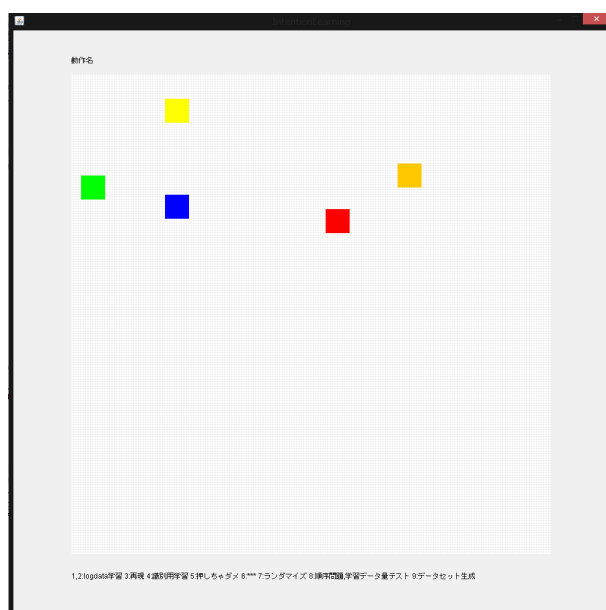 IntentionLearning
動作名
1,2:logdata学習 3:再現 4:識別用学習 5:押しちゃダメ 6:*** 7:ランダマイズ 8:順序問題,学習データ量テスト 9:データセット生成